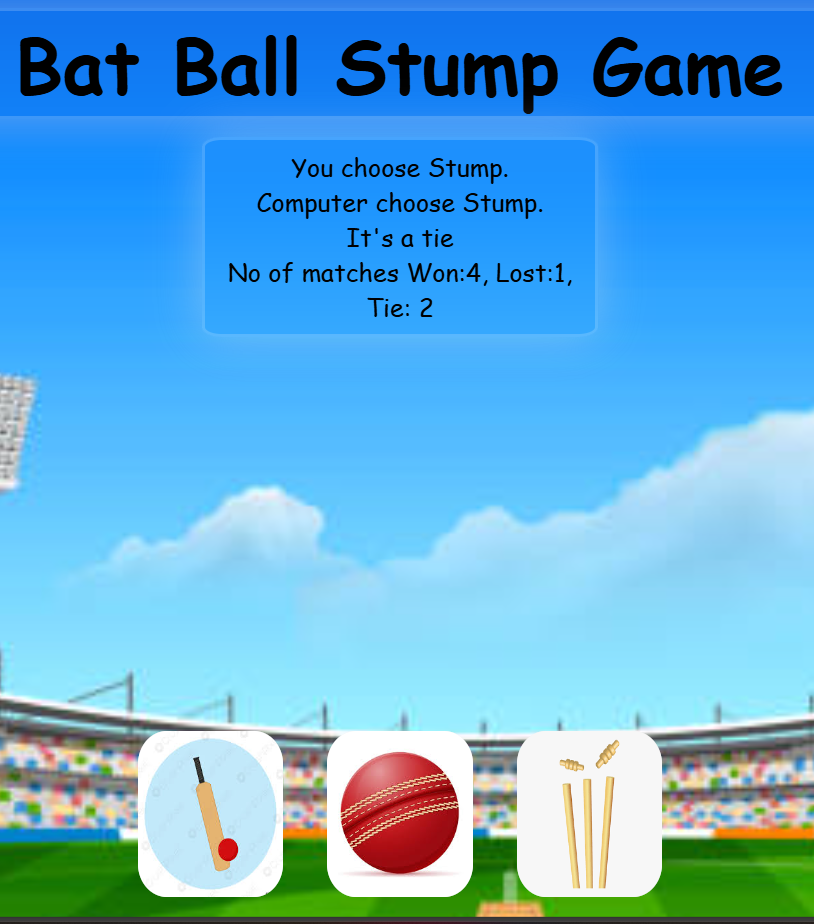 Bat Ball Stump Game
You choose Stump.
Computer choose Stump.
It's a tie
No of matches Won:4, Lost:1,
Tie: 2